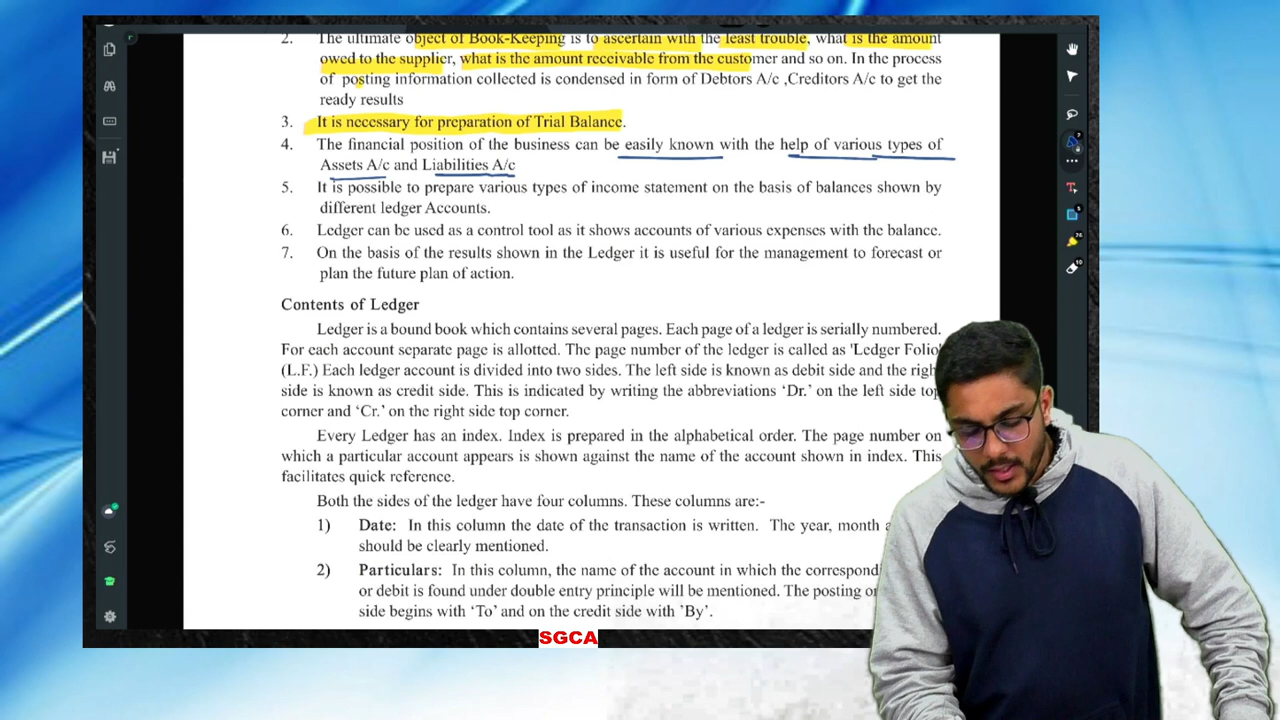 2. The ultimate object of Book-Keeping is to ascertain with the least trouble, what is the amount
owed to the supplier, what is the amount receivable from the customer and so on. In the process
of posting information collected is condensed in form of Debtors A/c ,Creditors A/c to get the
ready results
3. It is necessary for preparation of Trial Balance.
4. The financial position of the business can be easily known with the help of various types of
Assets A/c and Liabilities A/c
5. It is possible to prepare various types of income statement on the basis of balances shown by
different ledger Accounts.
6. Ledger can be used as a control tool as it shows accounts of various expenses with the balance.
7. On the basis of the results shown in the Ledger it is useful for the management to forecast or
plan the future plan of action.
Contents of Ledger
Ledger is a bound book which contains several pages. Each page of a ledger is serially numbered.
For each account separate page is allotted. The page number of the ledger is called as 'Ledger Folio'
(L.F.) Each ledger account is divided into two sides. The left side is known as debit side and the
side is known as credit side. This is indicated by writing the abbreviations ‘Dr.’ on the left side top
corner and ‘Cr.’ on the right side top corner.
Every Ledger has an index. Index is prepared in the alphabetical order. The page number on
which a particular account appears is shown against the name of the account shown in index. This
facilitates quick reference.
Both the sides of the ledger have four columns. These columns are:-
1) Date: In this column the date of the transaction is written. The year, month
should be clearly mentioned.
2) Particulars: In this column, the name of the account in which the
or debit is found under double entry principle will be mentioned. The posting
side begins with ‘To’ and on the credit side with ’By’.
SGCA